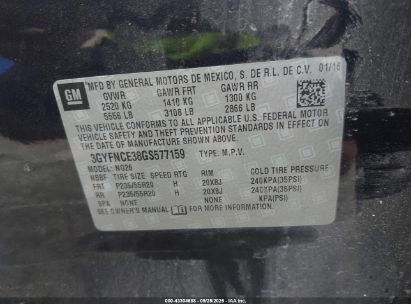 GM
MFD BY GENERAL MOTORS DE MEXICO, S. DE R.L. DE C.V. 01/16
GVWR GAWR FRT GAWR RR
2520 KG 1410 KG 1300 KG
5556 LB 3108 LB 2866 LB
THIS VEHICLE CONFORMS TO ALL APPLICABLE U.S. FEDERAL MOTOR VEHICLE
SAFETY AND THEFT PREVENTION STANDARDS IN EFFECT ON
THE DATE OF MANUFACTURE SHOWN ABOVE.
3GYFNCE38GS577159 TYPE: M.P.V.
MODEL: NG26
TIRE SIZE SPEED RTG RIM COLD TIRE PRESSURE
FRT P235/55R20 H 20X8J 240KPA(35PSI)
RR P235/55R20 H 20X8J 240KPA(35PSI)
SPA NONE NONE KPA(PSI)
SEE OWNER'S MANUAL FOR MORE INFORMATION.